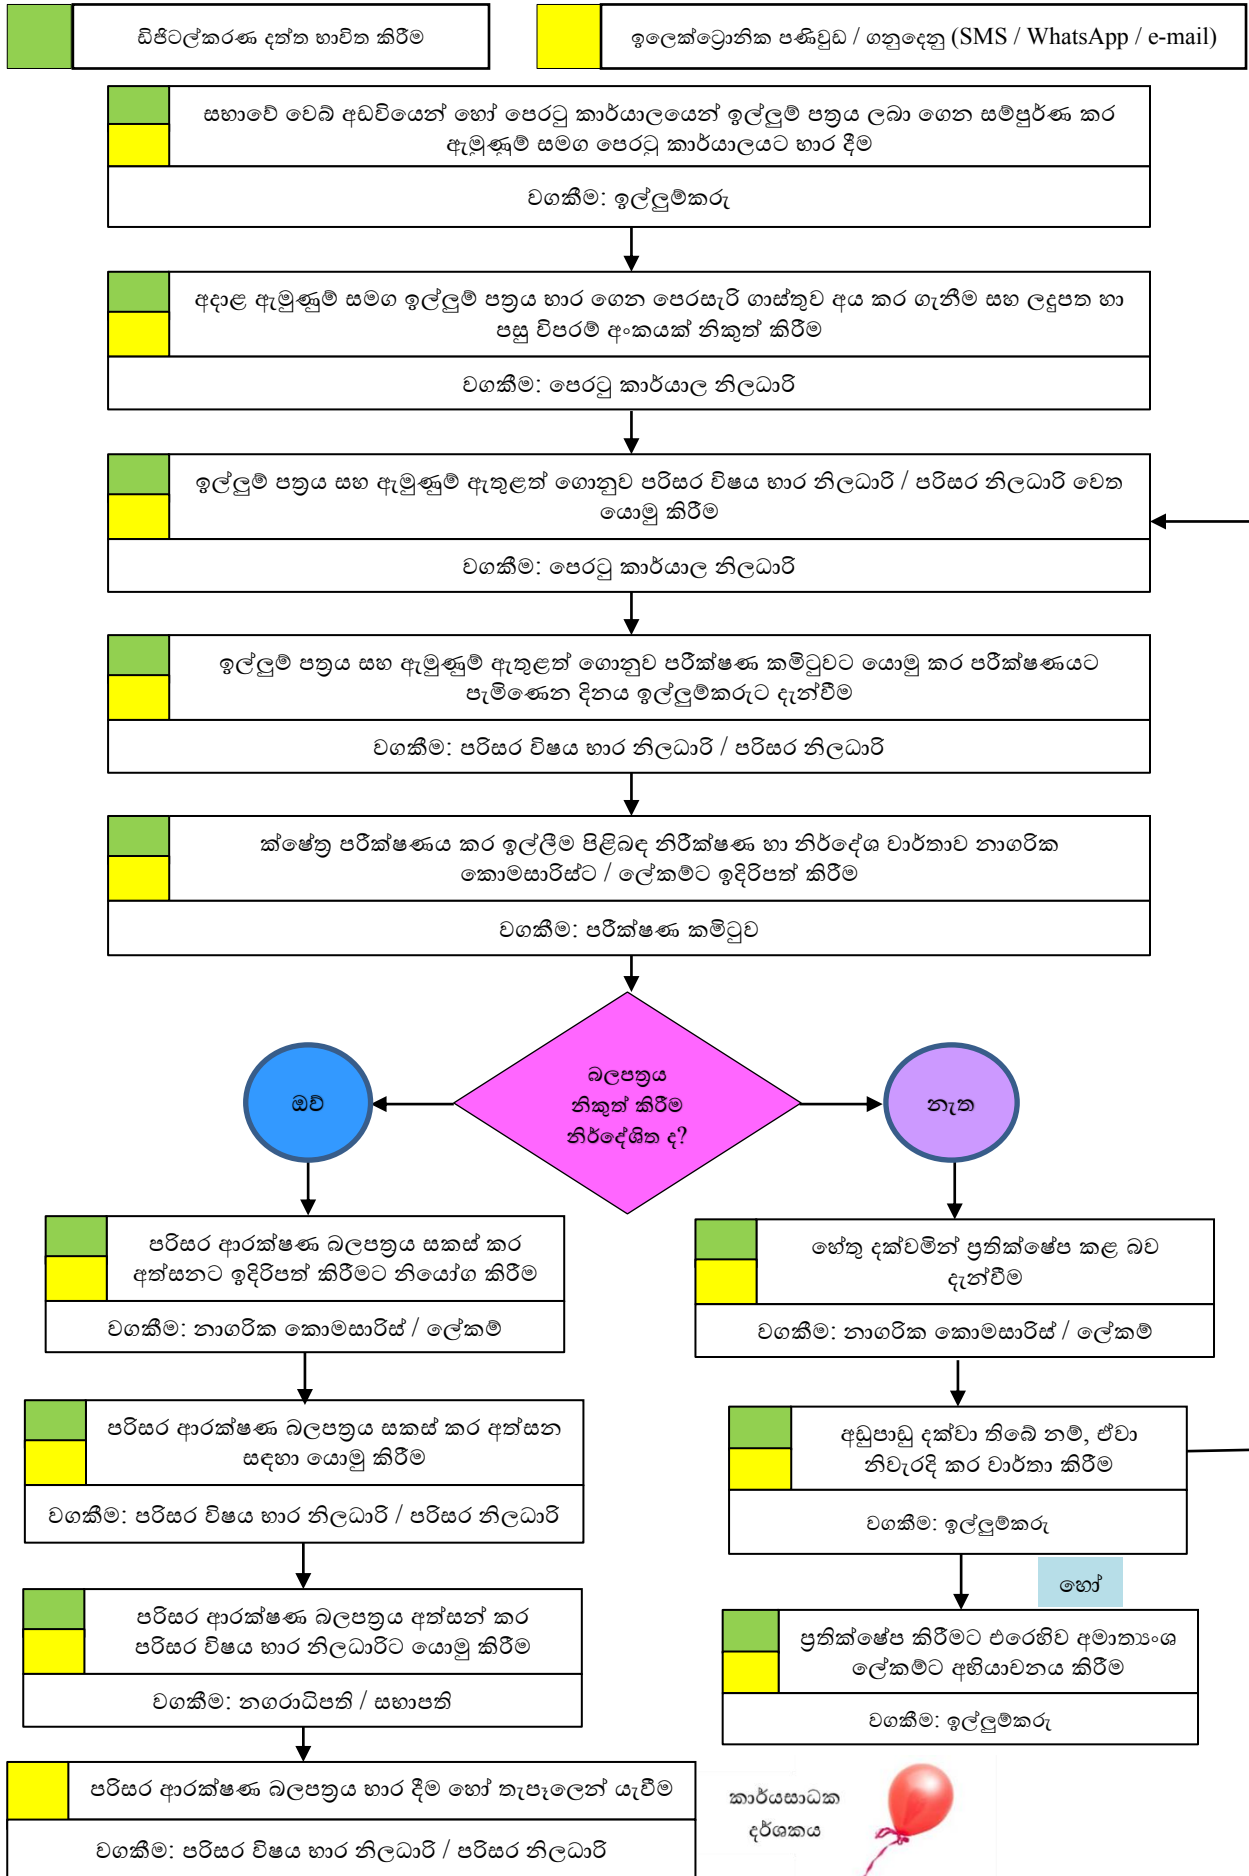 ඩිජිටල්කරණ දත්ත භාවිත කිරීම
ඉලෙක්ට්‍රොනික පණිවුඩ / ගනුදෙනු (SMS / WhatsApp / e-mail)
සභාවේ වෙබ් අඩවියෙන් හෝ පෙරටු කාර්යාලයෙන් ඉල්ලුම් පත්‍රය ලබා ගෙන සම්පූර්ණ කර
ඇමුණුම් සමග පෙරටු කාර්යාලයට භාර දීම
වගකීම: ඉල්ලුම්කරු
අදාළ ඇමුණුම් සමග ඉල්ලුම් පත්‍රය භාර ගෙන පෙරසැරි ගාස්තුව අය කර ගැනීම සහ ලදුපත හා
පසු විපරම් අංකයක් නිකුත් කිරීම
වගකීම: පෙරටු කාර්යාල නිලධාරි
ඉල්ලුම් පත්‍රය සහ ඇමුණුම් ඇතුළත් ගොනුව පරිසර විෂය භාර නිලධාරි / පරිසර නිලධාරි වෙත
යොමු කිරීම
වගකීම: පෙරටු කාර්යාල නිලධාරි
ඉල්ලුම් පත්‍රය සහ ඇමුණුම් ඇතුළත් ගොනුව පරීක්ෂණ කමිටුවට යොමු කර පරීක්ෂණයට
පැමිණෙන දිනය ඉල්ලුම්කරුට දැන්වීම
වගකීම: පරිසර විෂය භාර නිලධාරි / පරිසර නිලධාරි
ක්ෂේත්‍ර පරීක්ෂණය කර ඉල්ලීම පිළිබඳ නිරීක්ෂණ හා නිර්දේශ වාර්තාව නාගරික
කොමසාරිස්ට / ලේකම්ට ඉදිරිපත් කිරීම
වගකීම: පරීක්ෂණ කමිටුව
බලපත්‍රය
නිකුත් කිරීම
නිර්දේශිත ද?
ඔව්
නැත
පරිසර ආරක්ෂණ බලපත්‍රය සකස් කර
අත්සනට ඉදිරිපත් කිරීමට නියෝග කිරීම
වගකීම: නාගරික කොමසාරිස් / ලේකම්
හේතු දක්වමින් ප්‍රතික්ෂේප කළ බව
දැන්වීම
වගකීම: නාගරික කොමසාරිස් / ලේකම්
පරිසර ආරක්ෂණ බලපත්‍රය සකස් කර අත්සන
සඳහා යොමු කිරීම
වගකීම: පරිසර විෂය භාර නිලධාරි / පරිසර නිලධාරි
අඩුපාඩු දක්වා තිබේ නම්, ඒවා
නිවැරදි කර වාර්තා කිරීම
වගකීම: ඉල්ලුම්කරු
හෝ
පරිසර ආරක්ෂණ බලපත්‍රය අත්සන් කර
පරිසර විෂය භාර නිලධාරිට යොමු කිරීම
වගකීම: නගරාධිපති / සභාපති
ප්‍රතික්ෂේප කිරීමට එරෙහිව අමාත්‍යංශ
ලේකම්ට අභියාචනය කිරීම
වගකීම: ඉල්ලුම්කරු
පරිසර ආරක්ෂණ බලපත්‍රය භාර දීම හෝ තැපෑලෙන් යැවීම
වගකීම: පරිසර විෂය භාර නිලධාරි / පරිසර නිලධාරි
කාර්යසාධක
දර්ශකය